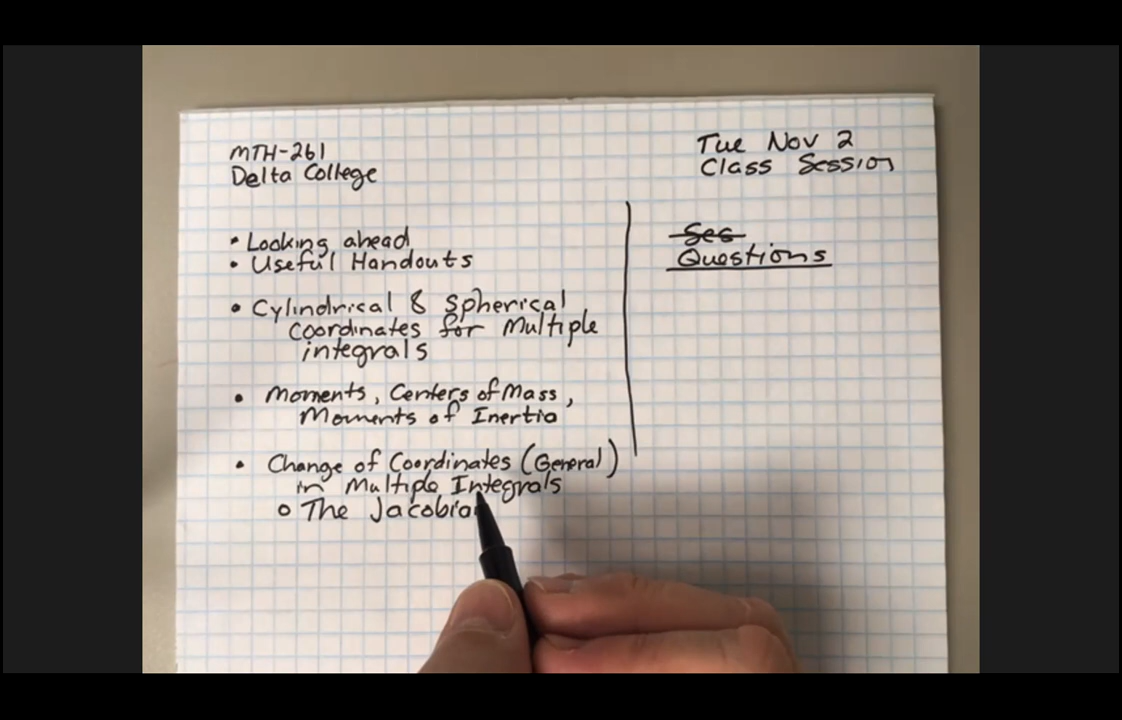 MTH-261
Delta College
Tue Nov 2
Class Session
• Looking ahead
• Useful Handouts
• Cylindrical & Spherical
Coordinates for Multiple
integrals
• Moments, Centers of Mass,
Moments of Inertia
• Change of Coordinates (General)
in Multiple Integrals
o The Jacobian
Ses
Questions